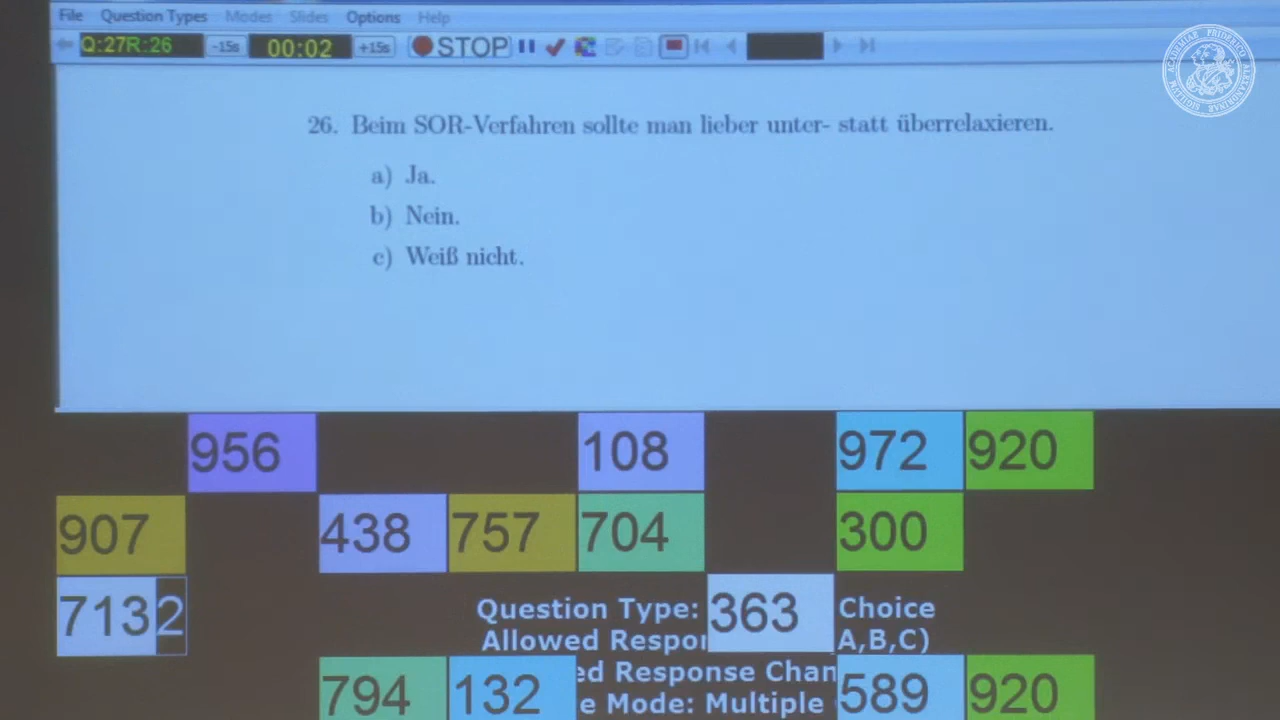 File Question Types Modes Slides Options Help
Q:27R:26 -15s 00:02 +15s STOP
26. Beim SOR-Verfahren sollte man lieber unter- statt überrelaxieren.
a) Ja.
b) Nein.
c) Weiß nicht.
956 108 972 920
907 438 757 704 300
7132 Question Type: 363 Choice
Allowed Respo A,B,C)
ed Response Chan
794 132 e Mode: Multiple 589 920